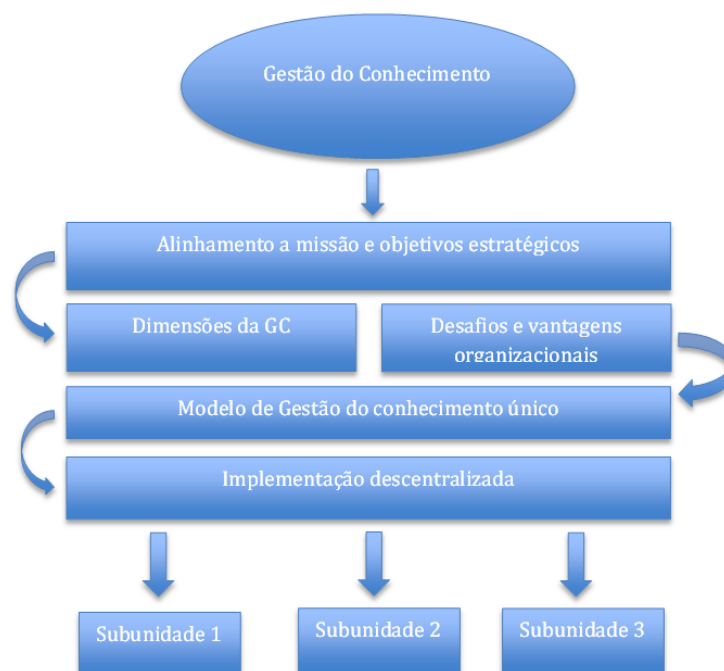 Gestão do Conhecimento
Alinhamento a missão e objetivos estratégicos
Dimensões da GC
Desafios e vantagens
organizacionais
Modelo de Gestão do conhecimento único
Implementação descentralizada
Subunidade 1
Subunidade 2
Subunidade 3